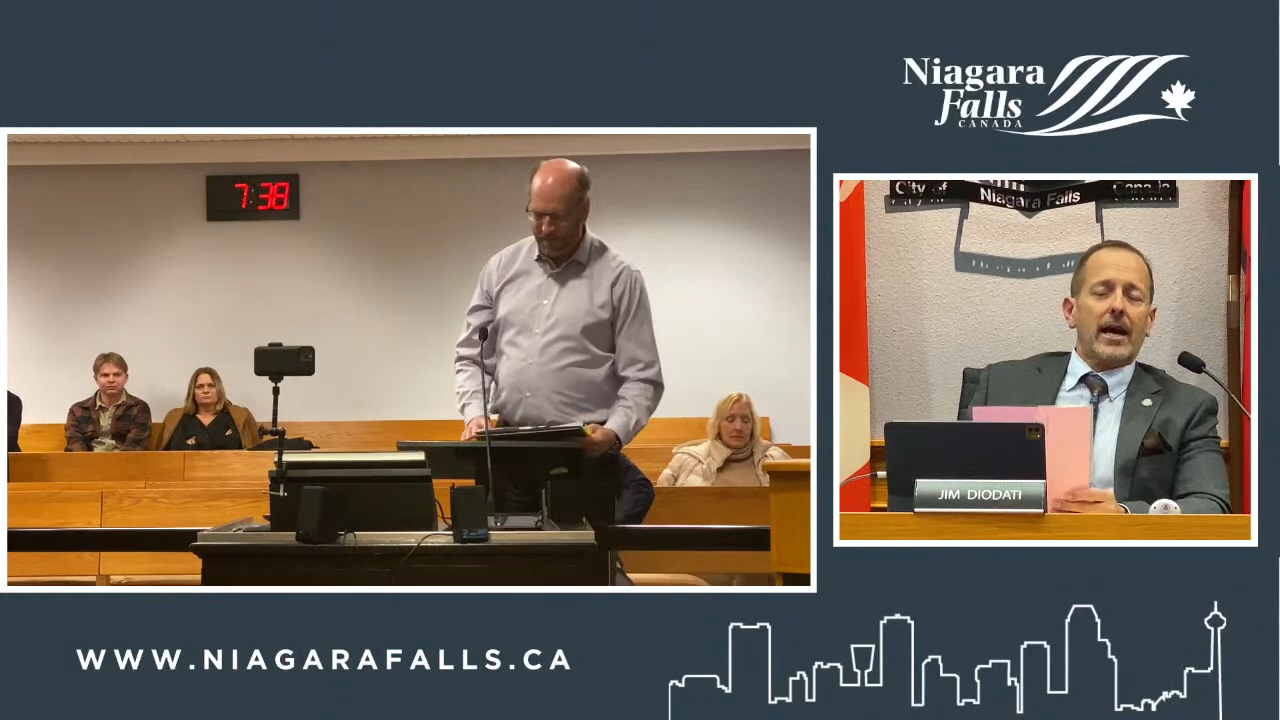 Niagara
Falls
CANADA
7:38
City of
Niagara Falls
Canada
JIM DIODATI
WWW.NIAGARAFALLS.CA